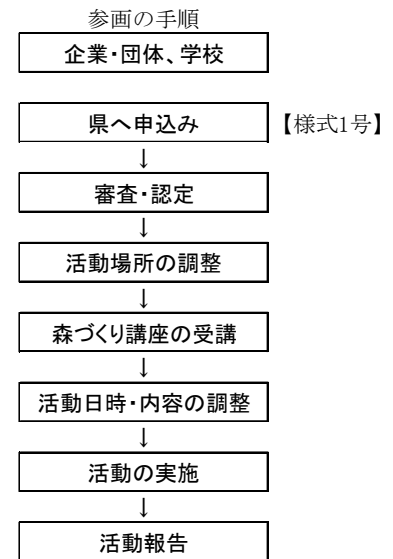 参画の手順
企業・団体、学校
県へ申込み 【様式1号】
↓
審査・認定
↓
活動場所の調整
↓
森づくり講座の受講
↓
活動日時・内容の調整
↓
活動の実施
↓
活動報告